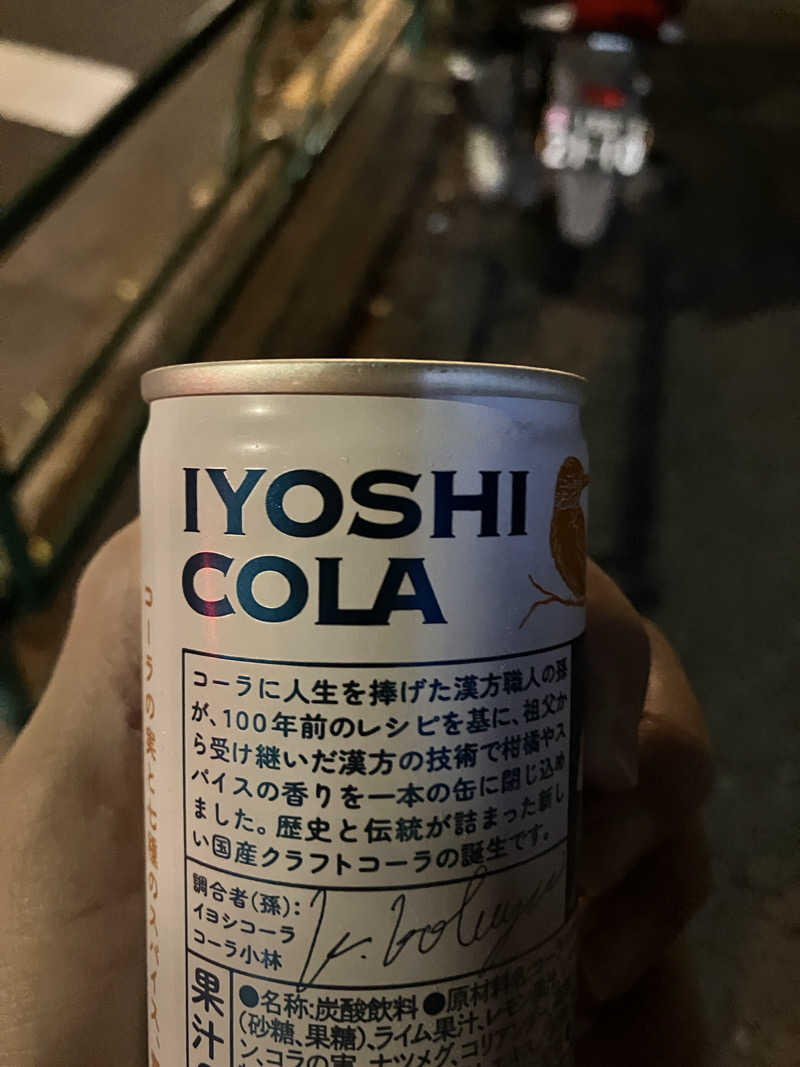 IYOSHI
COLA
コーラに人生を捧げた漢方職人の孫
が、100年前のレシピを基に、祖父か
ら受け継いだ漢方の技術で柑橘やス
パイスの香りを一本の缶に閉じ込め
ました。歴史と伝統が詰まった新し
い国産クラフトコーラの誕生です。
調合者(孫):
イヨシコーラ
コーラ小林
●名称:炭酸飲料 ●原材料名:コーラ
(砂糖、果糖)、ライム果汁、レモン
ン、コラの実、ナツメグ、コリアンダー
果汁
コーラの実と七種のスパイス、